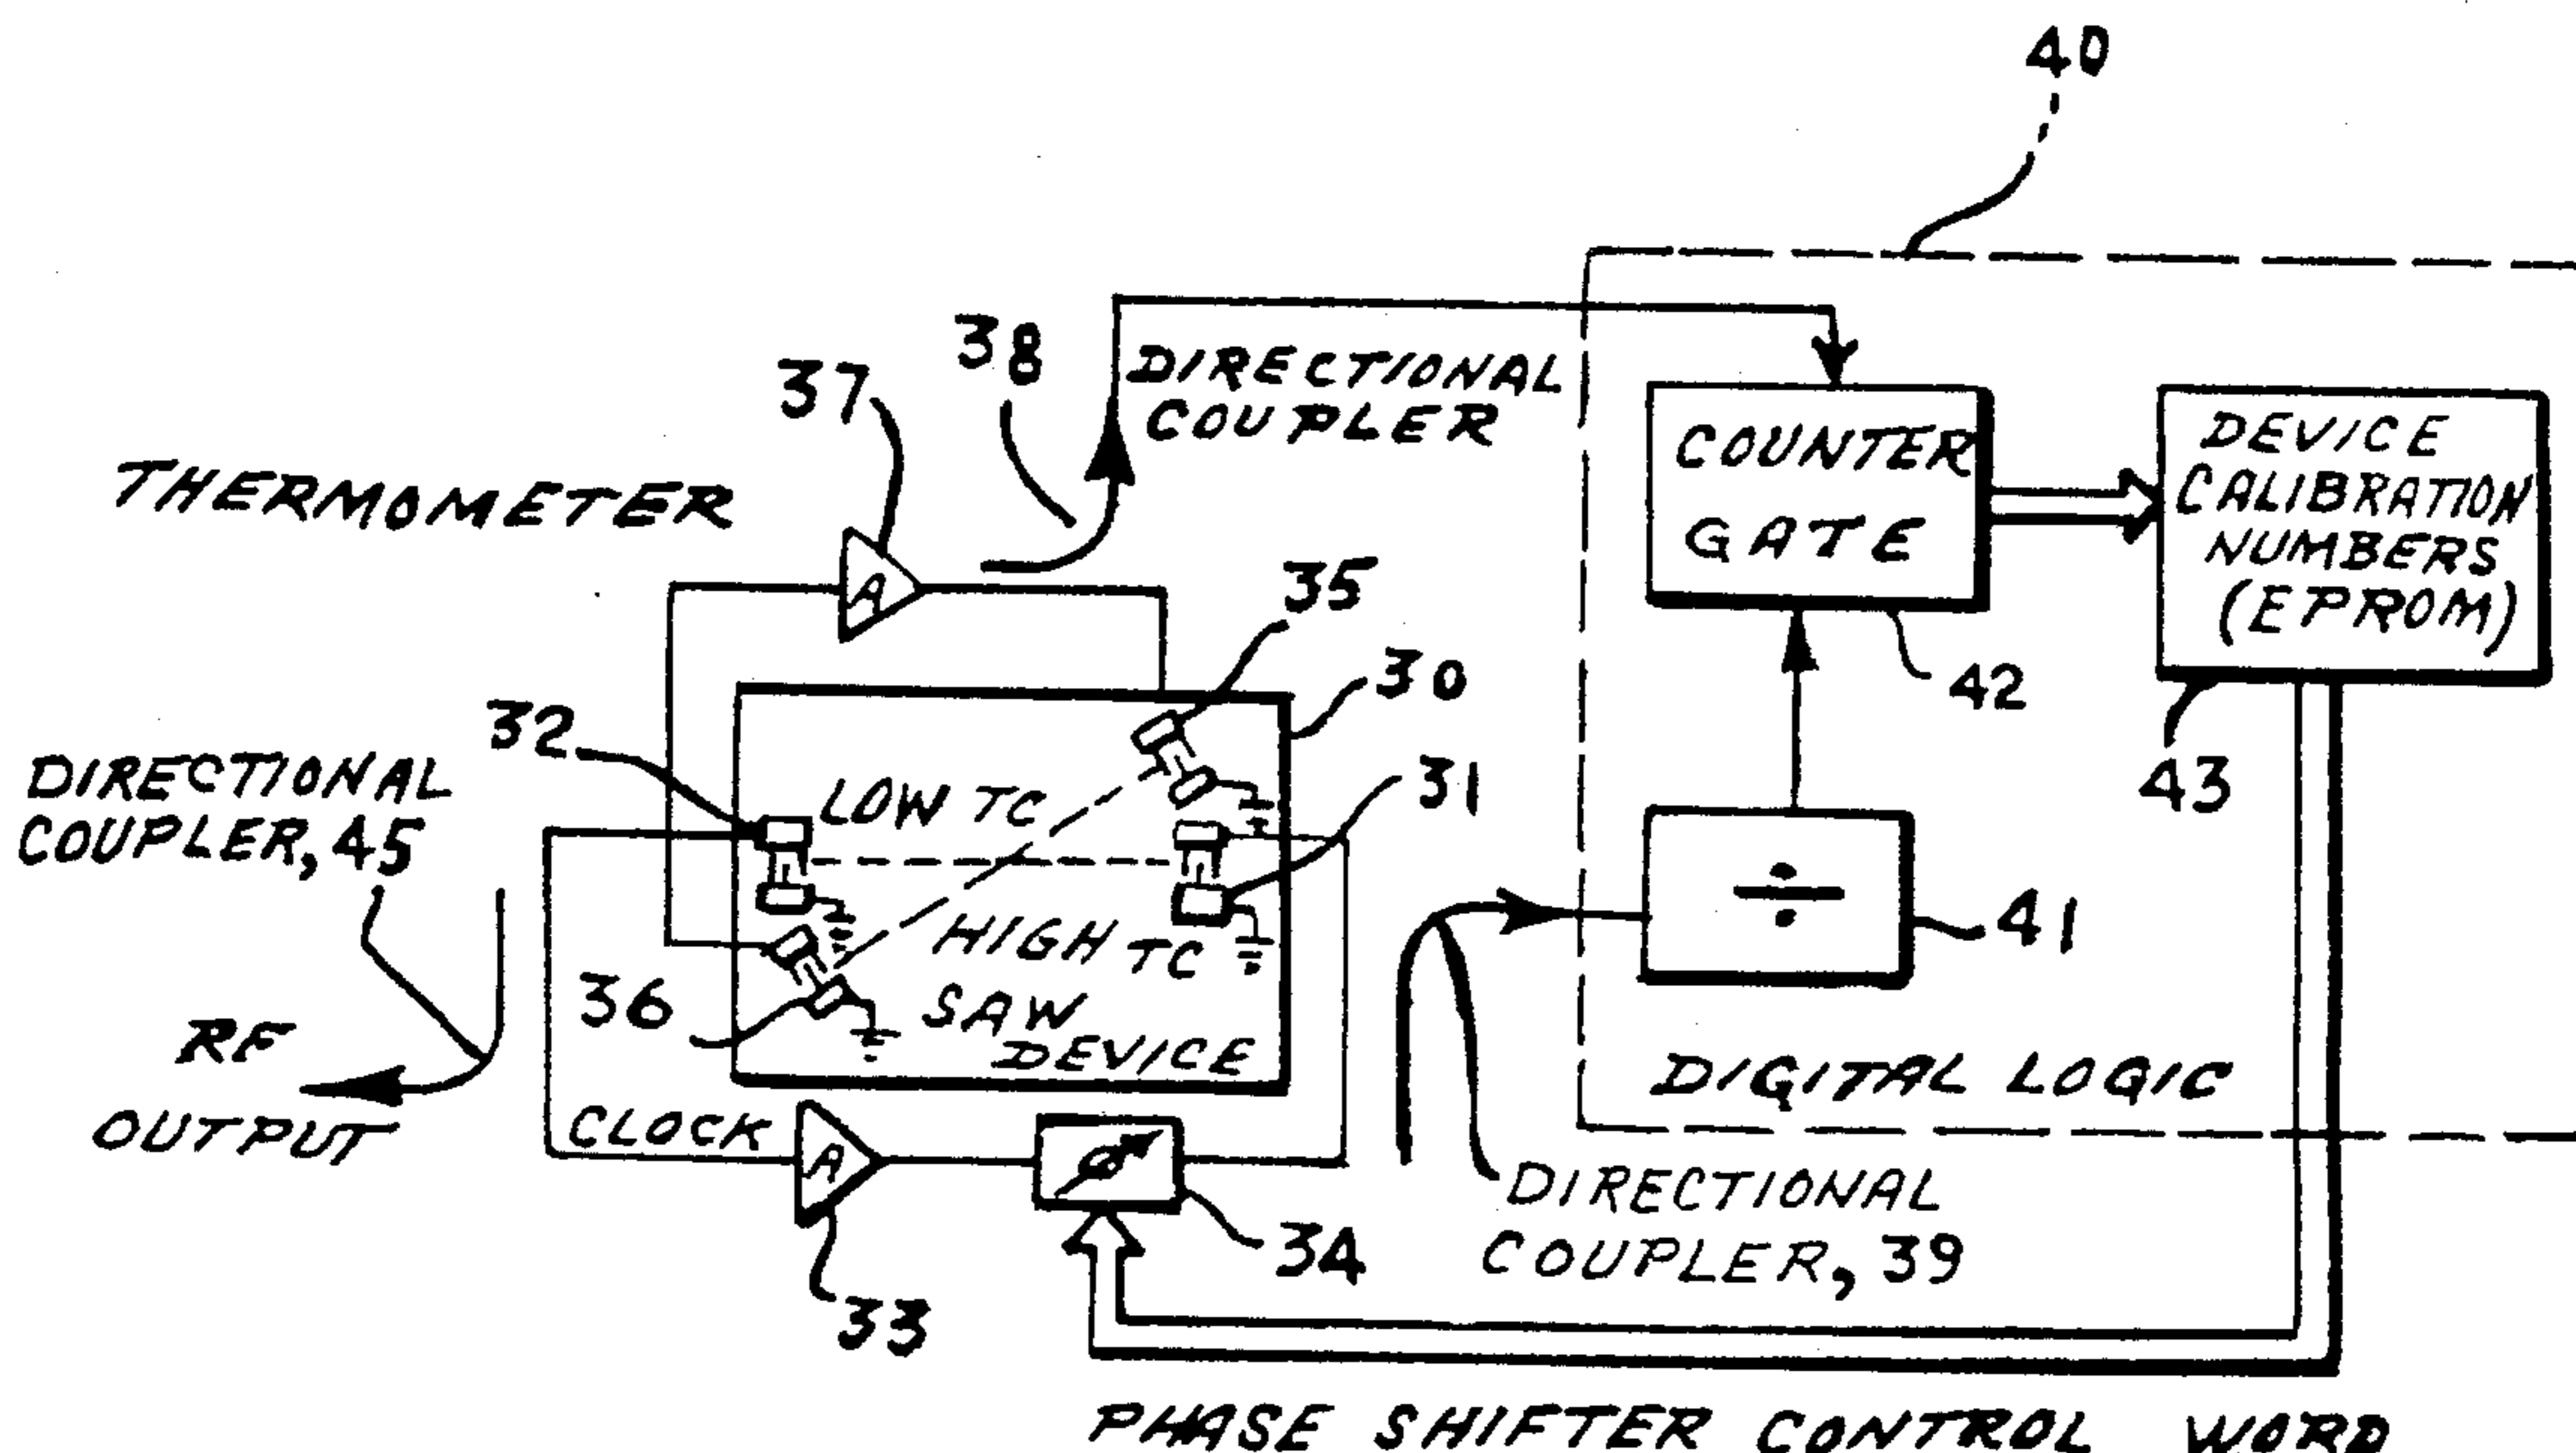 40
38
DIRECTIONAL
COUPLER
37
THERMOMETER
COUNTER
GATE
DEVICE
CALIBRATION
NUMBERS
(EPROM)
35
30
42
43
32
31
DIRECTIONAL
COUPLER, 45
LOW TC
HIGH TC
÷
41
36
SAW
DEVICE
RF
OUTPUT
CLOCK
A
A
ø
DIGITAL LOGIC
DIRECTIONAL
COUPLER, 39
34
33
PHASE SHIFTER CONTROL WORD